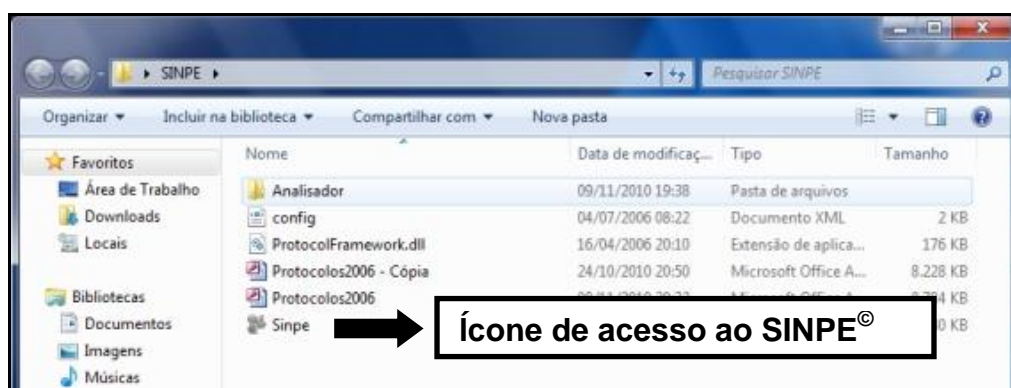 SINPE
Pesquisar SINPE
Organizar
Incluir na biblioteca
Compartilhar com
Nova pasta
Favoritos
Área de Trabalho
Downloads
Locais
Bibliotecas
Documentos
Imagens
Músicas
Nome Data de modificaç... Tipo Tamanho
Analisador 09/11/2010 19:38 Pasta de arquivos
config 04/07/2006 08:22 Documento XML 2 KB
ProtocolFramework.dll 16/04/2006 20:10 Extensão de aplica... 176 KB
Protocolos2006 - Cópia 24/10/2010 20:50 Microsoft Office A... 8.228 KB
Protocolos2006
Sinpe
Ícone de acesso ao SINPE©